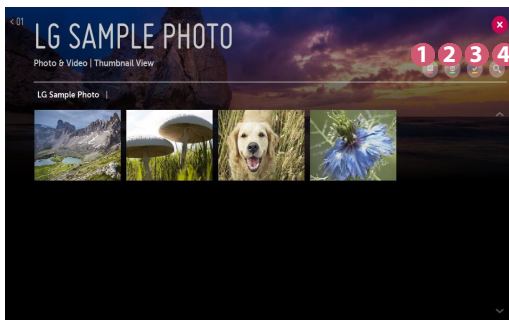 < 01
LG SAMPLE PHOTO
1 2 3 4
Photo & Video | Thumbnail View
LG Sample Photo |